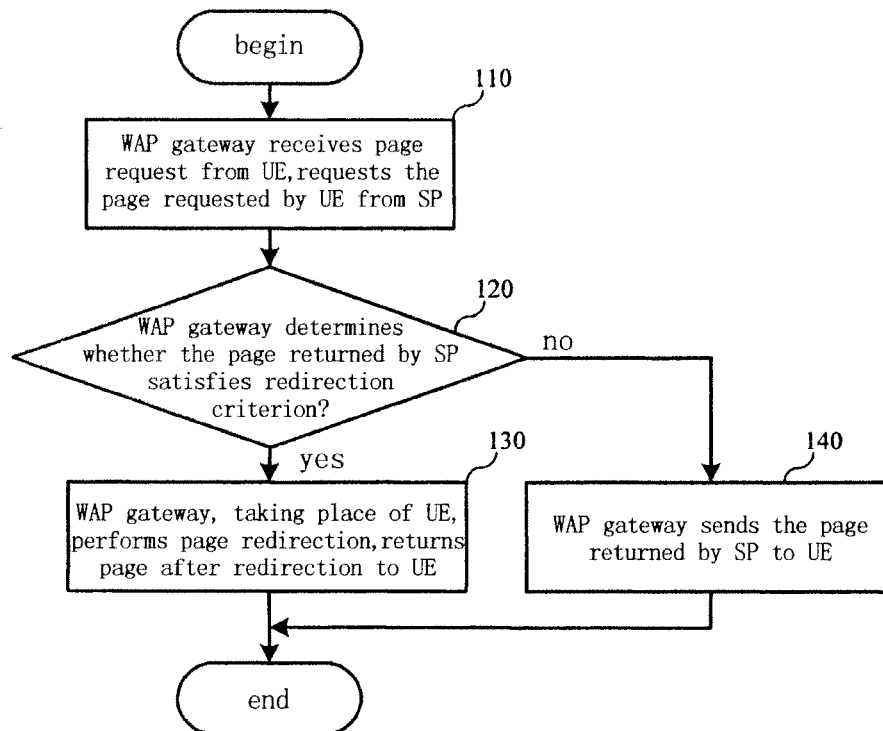 begin
110
WAP gateway receives page
request from UE,requests the
page requested by UE from SP
120
WAP gateway determines
whether the page returned by SP
satisfies redirection
criterion?
no
yes
130
WAP gateway, taking place of UE,
performs page redirection,returns
page after redirection to UE
140
WAP gateway sends the page
returned by SP to UE
end